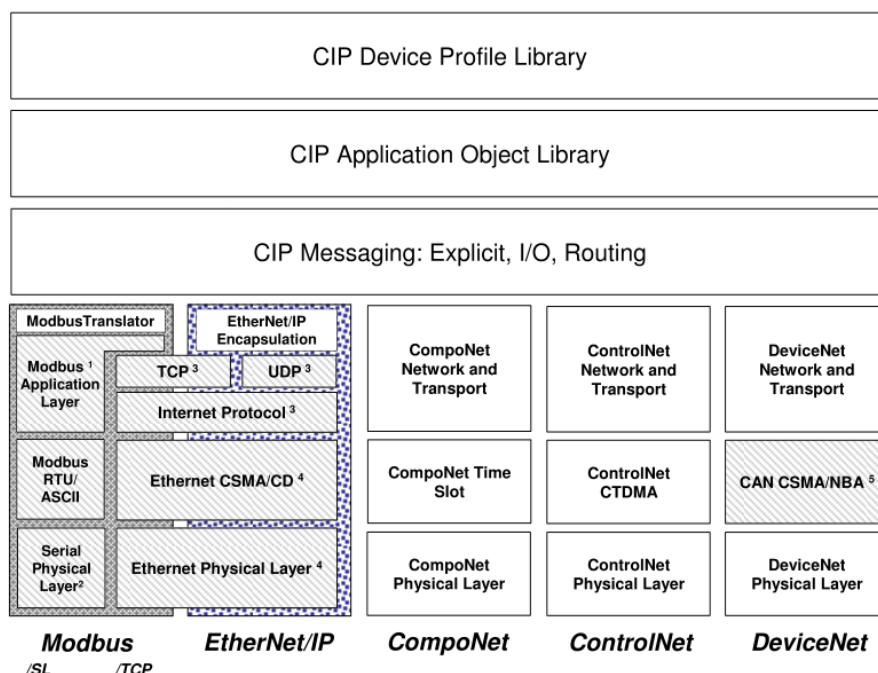 CIP Device Profile Library
CIP Application Object Library
CIP Messaging: Explicit, I/O, Routing
ModbusTranslator
Modbus ¹
Application
Layer
Modbus
RTU/
ASCII
Serial
Physical
Layer²
EtherNet/IP
Encapsulation
TCP ³
UDP ³
Internet Protocol ³
Ethernet CSMA/CD ⁴
Ethernet Physical Layer ⁴
CompoNet
Network and
Transport
CompoNet Time
Slot
CompoNet
Physical Layer
ControlNet
Network and
Transport
ControlNet
CTDMA
ControlNet
Physical Layer
DeviceNet
Network and
Transport
CAN CSMA/NBA ⁵
DeviceNet
Physical Layer
Modbus
/SL /TCP
EtherNet/IP
CompoNet
ControlNet
DeviceNet